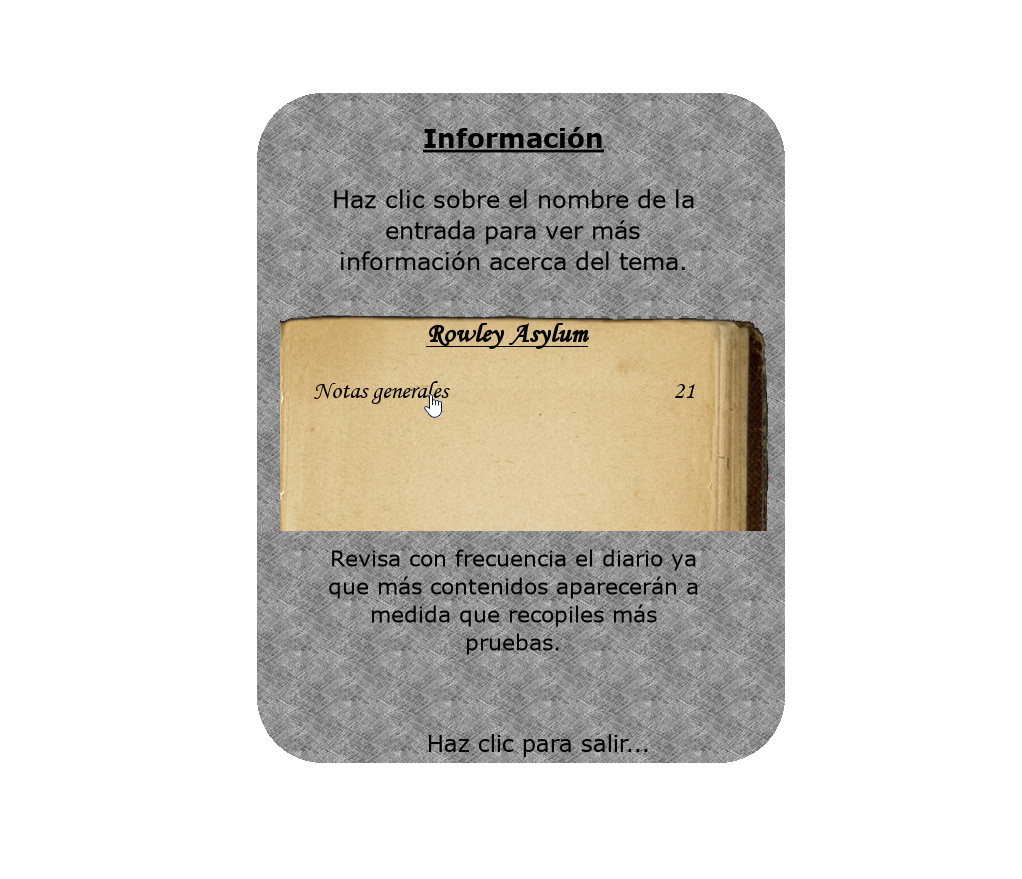 Información
Haz clic sobre el nombre de la
entrada para ver más
información acerca del tema.
Rowley Asylum
Notas generales 21
Revisa con frecuencia el diario ya
que más contenidos aparecerán a
medida que recopiles más
pruebas.
Haz clic para salir...